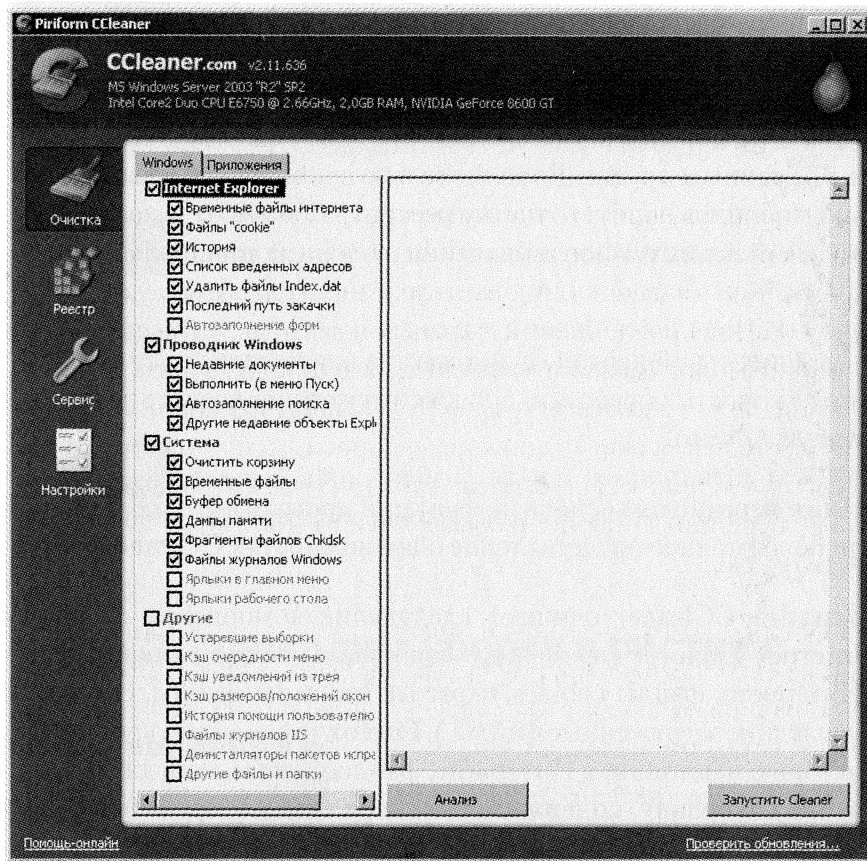 Piriform CCleaner
CCleaner.com v2.11.636
MS Windows Server 2003 "R2" SP2
Intel Core2 Duo CPU E6750 @ 2.66GHz, 2,0GB RAM, NVIDIA GeForce 8600 GT
Очистка
Реестр
Сервис
Настройки
Windows
Приложения
Internet Explorer
Временные файлы интернета
Файлы "cookie"
История
Список введенных адресов
Удалить файлы Index.dat
Последний путь закачки
Автозаполнение форм
Проводник Windows
Недавние документы
Выполнить (в меню Пуск)
Автозаполнение поиска
Другие недавние объекты Expl
Система
Очистить корзину
Временные файлы
Буфер обмена
Дампы памяти
Фрагменты файлов Chkdsk
Файлы журналов Windows
Ярлыки в главном меню
Ярлыки рабочего стола
Другие
Устаревшие выборки
Кэш очередности меню
Кэш уведомлений из трея
Кэш размеров/положений окон
История помощи пользователю
Файлы журналов IIS
Деинсталляторы пакетов испра
Другие файлы и папки
Анализ
Запустить Cleaner
Помощь-онлайн
Проверить обновления...